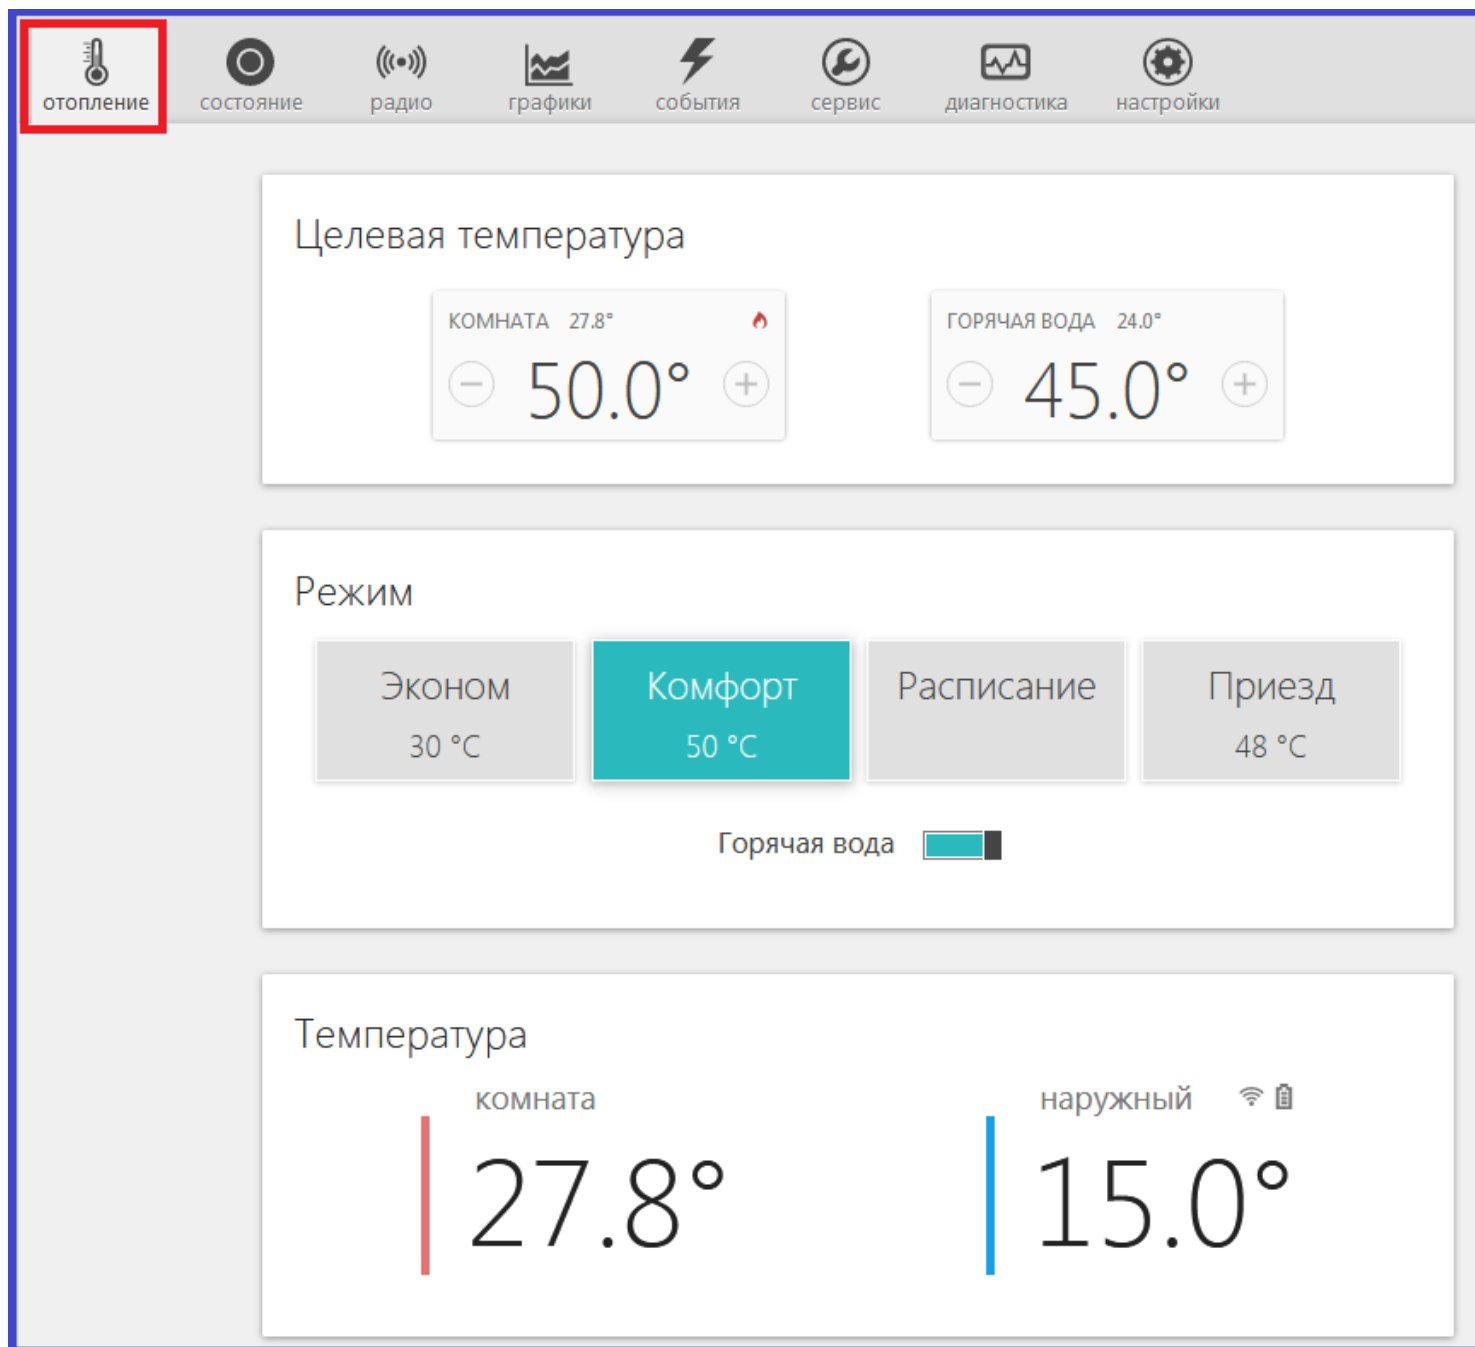 отопление состояние радио графики события сервис диагностика настройки
Целевая температура
КОМНАТА 27.8° ГОРЯЧАЯ ВОДА 24.0°
50.0° 45.0°
Режим
Эконом Комфорт Расписание Приезд
30 °C 50 °C 48 °C
Горячая вода
Температура
комната наружный
27.8° 15.0°